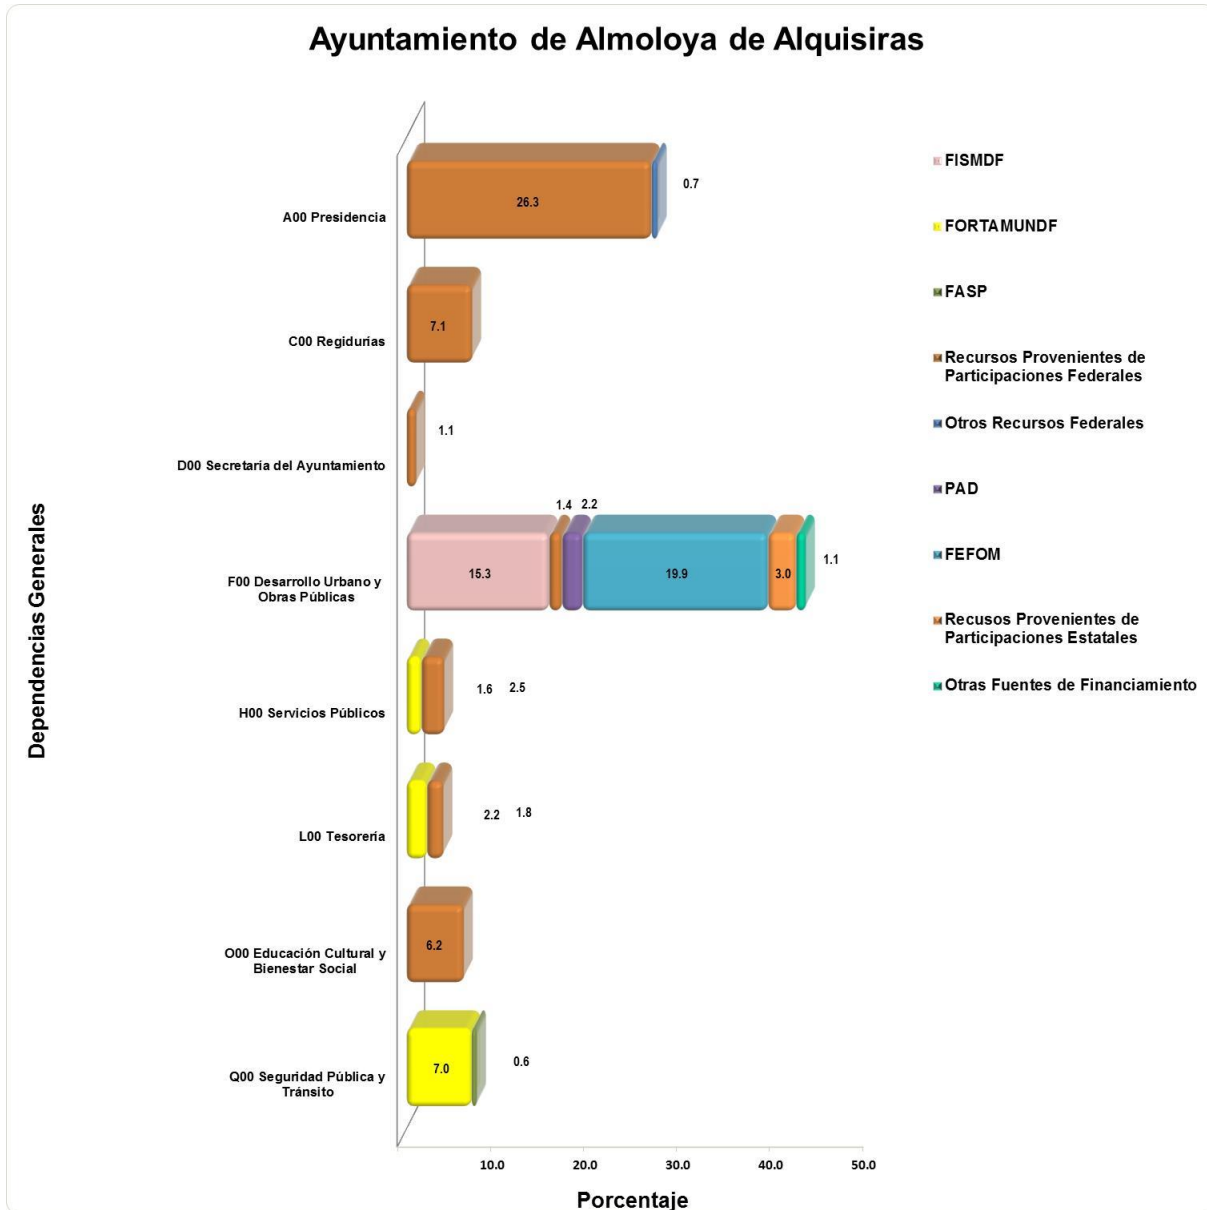 Ayuntamiento de Almoloya de Alquisiras
Dependencias Generales
A00 Presidencia
26.3
0.7
C00 Regidurías
7.1
D00 Secretaría del Ayuntamiento
1.1
F00 Desarrollo Urbano y
Obras Públicas
15.3
1.4
2.2
19.9
3.0
1.1
H00 Servicios Públicos
1.6
2.5
L00 Tesorería
2.2
1.8
O00 Educación Cultural y
Bienestar Social
6.2
Q00 Seguridad Pública y
Tránsito
7.0
0.6
10.0
20.0
30.0
40.0
50.0
Porcentaje
FISMDF
FORTAMUNDF
FASP
Recursos Provenientes de
Participaciones Federales
Otros Recursos Federales
PAD
FEFOM
Recusos Provenientes de
Participaciones Estatales
Otras Fuentes de Financiamiento